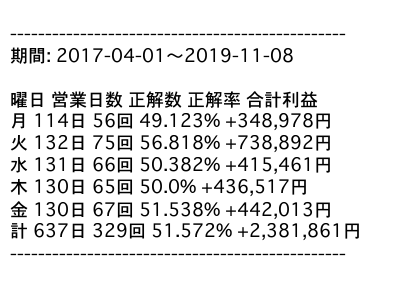 ------------------------------------------------
期間: 2017-04-01〜2019-11-08
曜日 営業日数 正解数 正解率 合計利益
月 114日 56回 49.123% +348,978円
火 132日 75回 56.818% +738,892円
水 131日 66回 50.382% +415,461円
木 130日 65回 50.0% +436,517円
金 130日 67回 51.538% +442,013円
計 637日 329回 51.572% +2,381,861円
------------------------------------------------